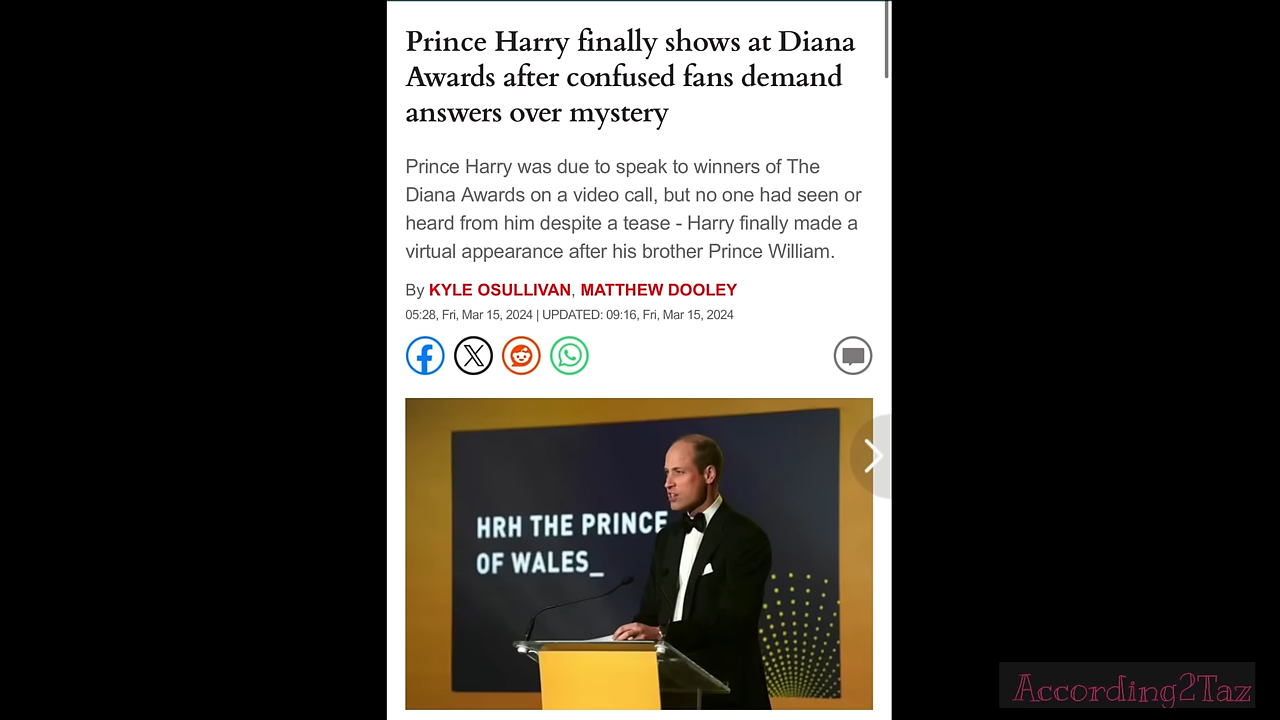 Prince Harry finally shows at Diana
Awards after confused fans demand
answers over mystery
Prince Harry was due to speak to winners of The
Diana Awards on a video call, but no one had seen or
heard from him despite a tease - Harry finally made a
virtual appearance after his brother Prince William.
By KYLE OSULLIVAN, MATTHEW DOOLEY
05:28, Fri, Mar 15, 2024 | UPDATED: 09:16, Fri, Mar 15, 2024
HRH THE PRINCE
OF WALES_
According2Taz